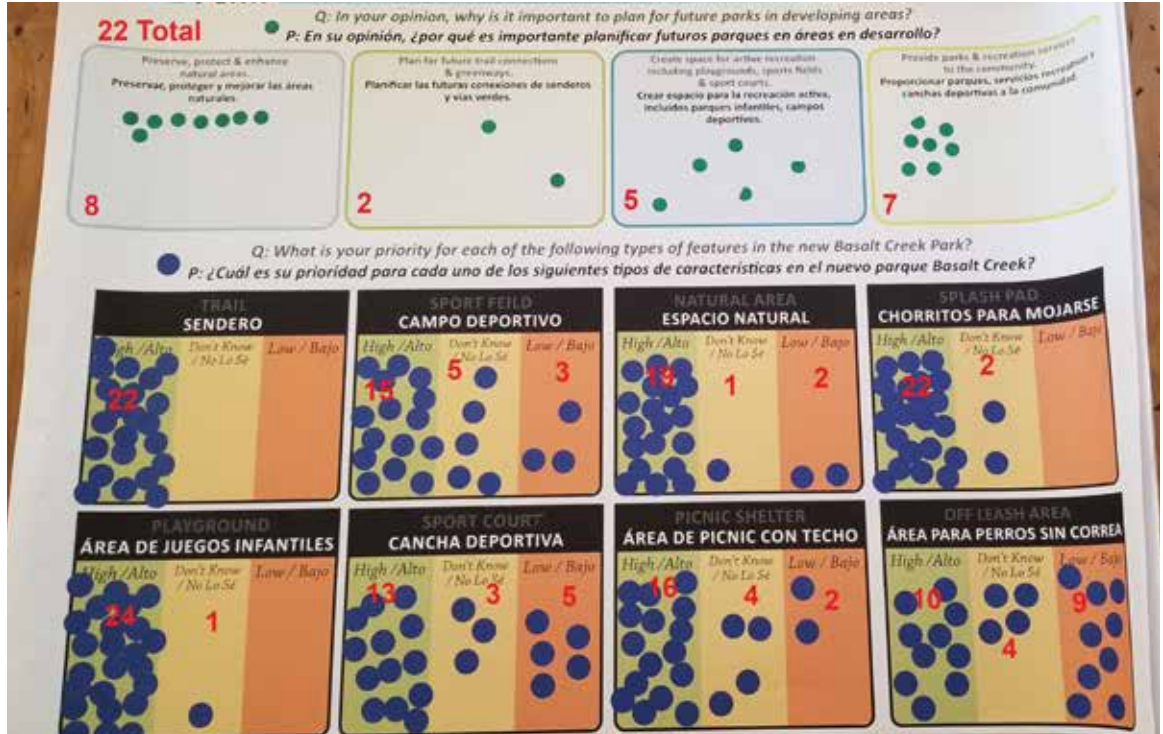 Q: In your opinion, why is it important to plan for future parks in developing areas?
22 Total
P: En su opinión, ¿por qué es importante planificar futuros parques en áreas en desarrollo?
Preserve, protect & enhance
natural areas.
Preservar, proteger y mejorar las áreas
naturales.
8
Plan for future trail connections
& greenways.
Planificar las futuras conexiones de senderos
y vías verdes.
2
Create space for active recreation
including playgrounds, sports fields
& sport courts.
Crear espacio para la recreación activa,
incluidos parques infantiles, campos
deportivos.
5
Provide parks & recreation services
to the community.
Proporcionar parques, servicios recreation y
canchas deportivas a la comunidad.
7
Q: What is your priority for each of the following types of features in the new Basalt Creek Park?
P: ¿Cuál es su prioridad para cada uno de los siguientes tipos de características en el nuevo parque Basalt Creek?
TRAIL
SENDERO
High /Alto
Don't Know
/ No Lo Sé
Low / Bajo
22
SPORT FEILD
CAMPO DEPORTIVO
High /Alto
Don't Know
/ No Lo Sé
Low / Bajo
15
5
3
NATURAL AREA
ESPACIO NATURAL
High /Alto
Don't Know
/ No Lo Sé
Low / Bajo
19
1
2
SPLASH PAD
CHORRITOS PARA MOJARSE
High /Alto
Don't Know
/ No Lo Sé
Low / Bajo
22
2
PLAYGROUND
ÁREA DE JUEGOS INFANTILES
High /Alto
Don't Know
/ No Lo Sé
Low / Bajo
24
1
SPORT COURT
CANCHA DEPORTIVA
High /Alto
Don't Know
/ No Lo Sé
Low / Bajo
13
3
5
PICNIC SHELTER
ÁREA DE PICNIC CON TECHO
High /Alto
Don't Know
/ No Lo Sé
Low / Bajo
16
4
2
OFF LEASH AREA
ÁREA PARA PERROS SIN CORREA
High /Alto
Don't Know
/ No Lo Sé
Low / Bajo
10
4
9